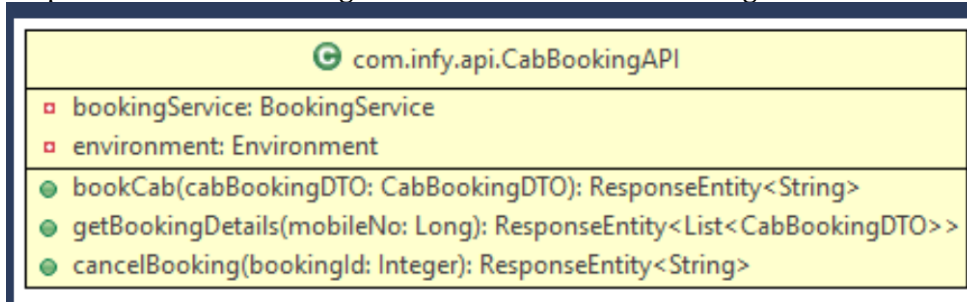 C com.infy.api.CabBookingAPI
bookingService: BookingService
environment: Environment
bookCab(cabBookingDTO: CabBookingDTO): ResponseEntity<String>
getBookingDetails(mobileNo: Long): ResponseEntity<List<CabBookingDTO>>
cancelBooking(bookingId: Integer): ResponseEntity<String>